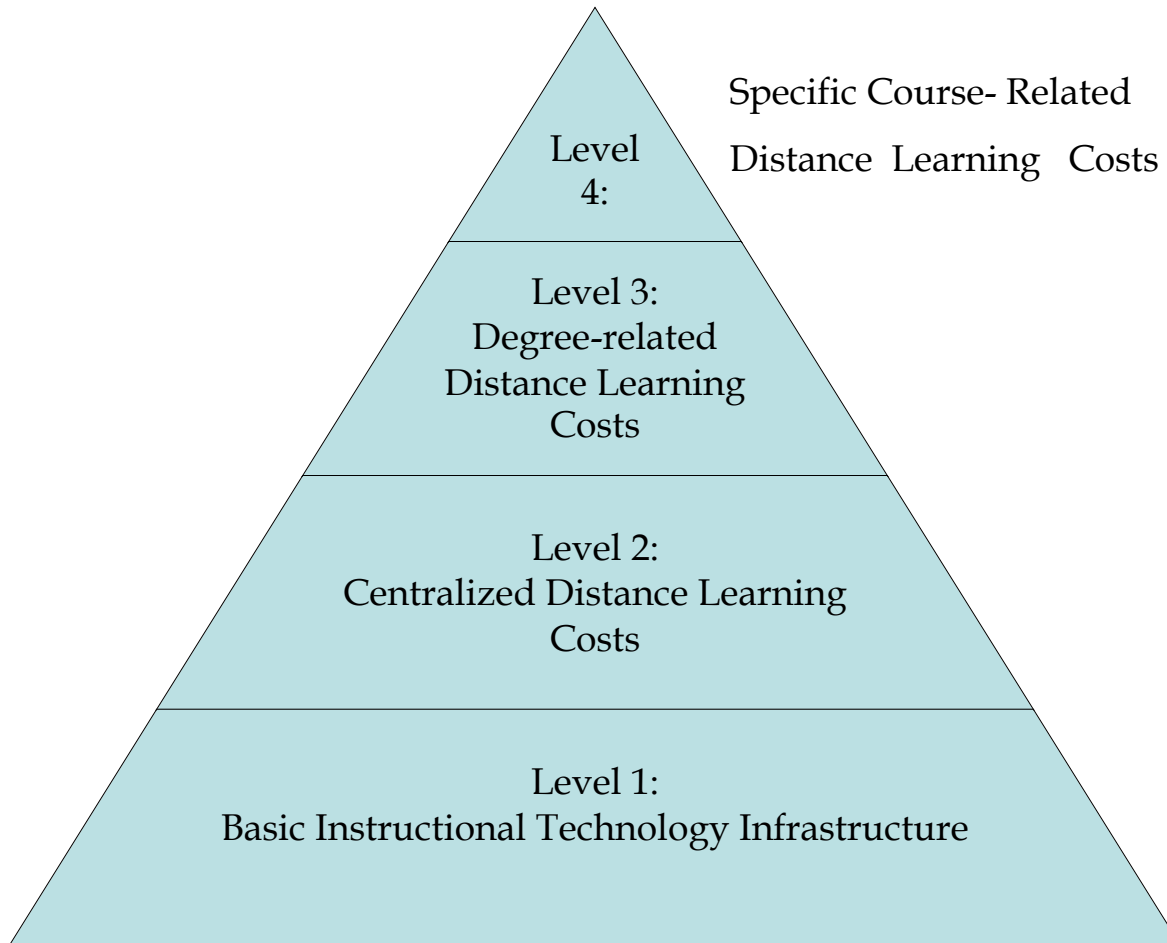 Specific Course- Related
Distance Learning Costs
Level
4:
Level 3:
Degree-related
Distance Learning
Costs
Level 2:
Centralized Distance Learning
Costs
Level 1:
Basic Instructional Technology Infrastructure